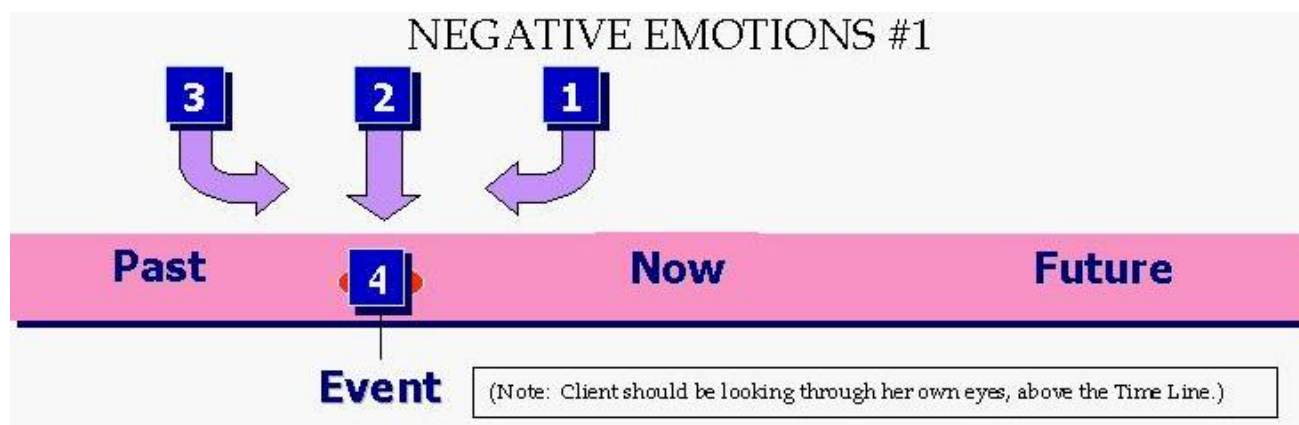 NEGATIVE EMOTIONS #1
3 2 1
Past 4 Now Future
Event
(Note: Client should be looking through her own eyes, above the Time Line.)